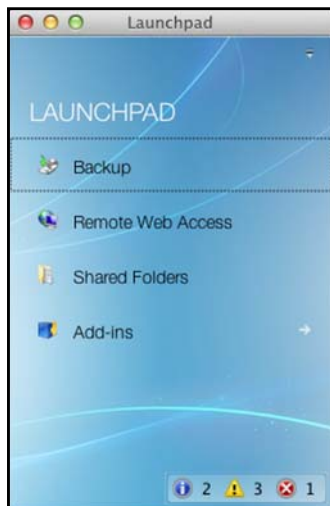 Launchpad
LAUNCHPAD
Backup
Remote Web Access
Shared Folders
Add-ins
2 3 1